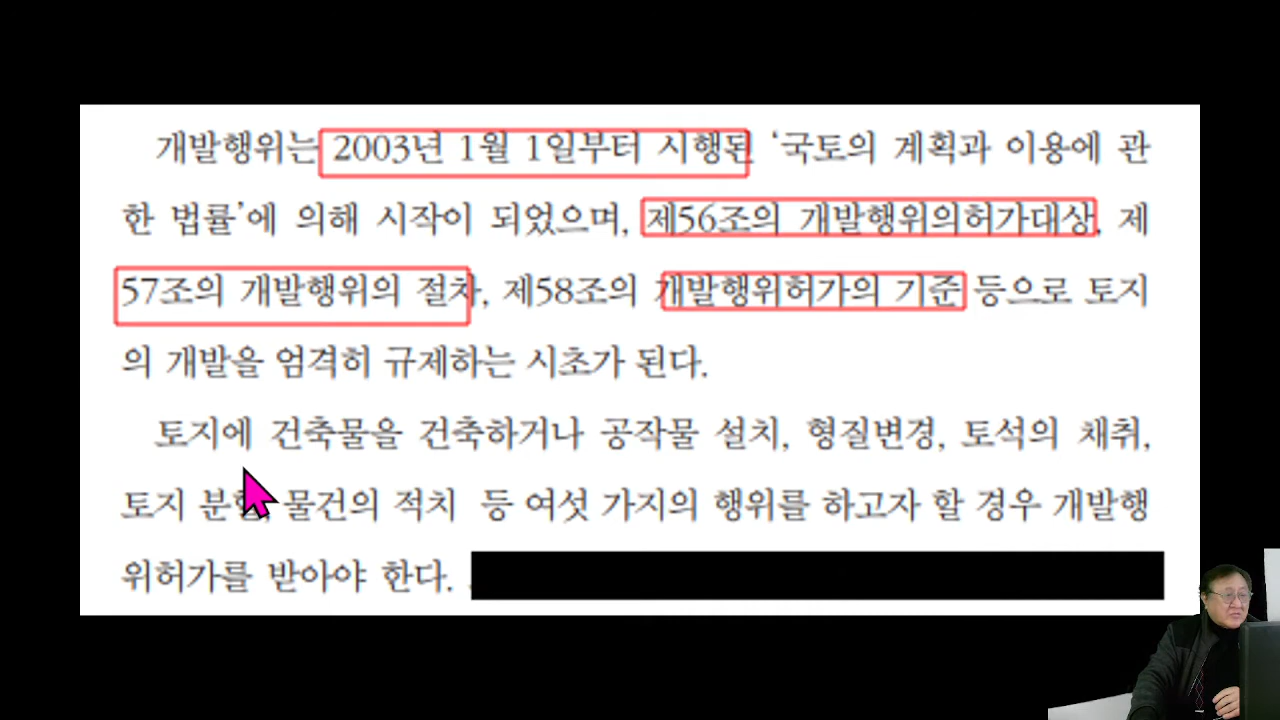 개발행위는 2003년 1월 1일부터 시행된 ‘국토의 계획과 이용에 관
한 법률’에 의해 시작이 되었으며, 제56조의 개발행위의허가대상, 제
57조의 개발행위의 절차, 제58조의 개발행위허가의 기준 등으로 토지
의 개발을 엄격히 규제하는 시초가 된다.
토지에 건축물을 건축하거나 공작물 설치, 형질변경, 토석의 채취,
토지 물건의 적치 등 여섯 가지의 행위를 하고자 할 경우 개발행
위허가를 받아야 한다.